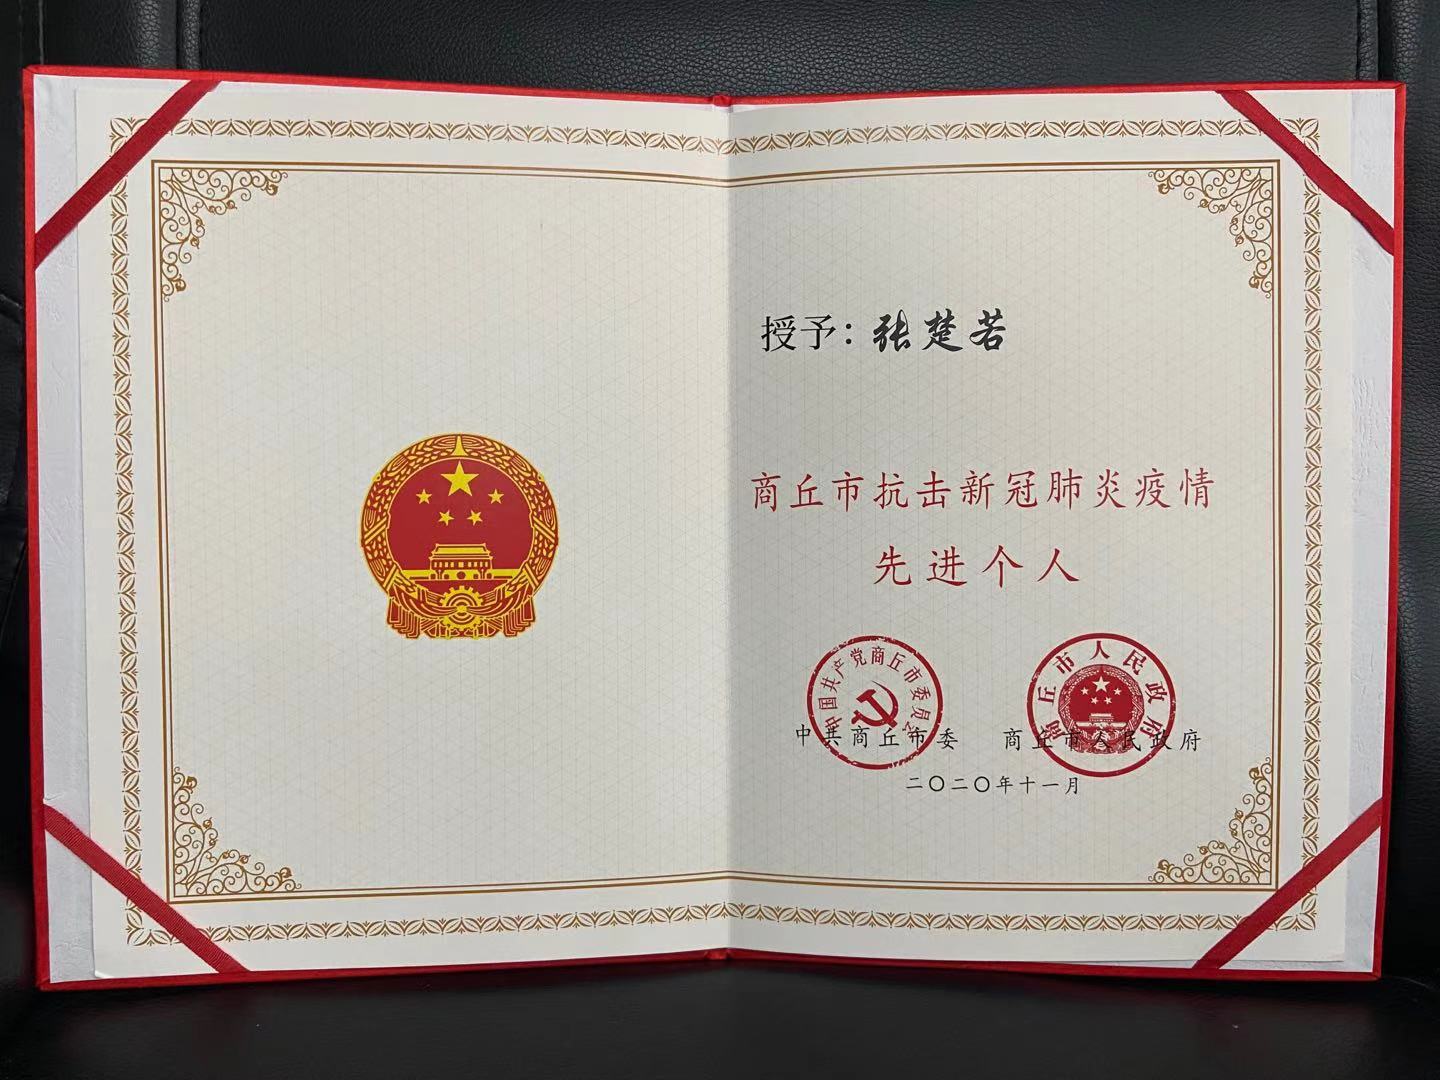 授予：张楚若
商丘市抗击新冠肺炎疫情
先进个人
中国共产党商丘市委员会
商丘市人民政府
中共商丘市委 商丘市人民政府
二〇二〇年十一月